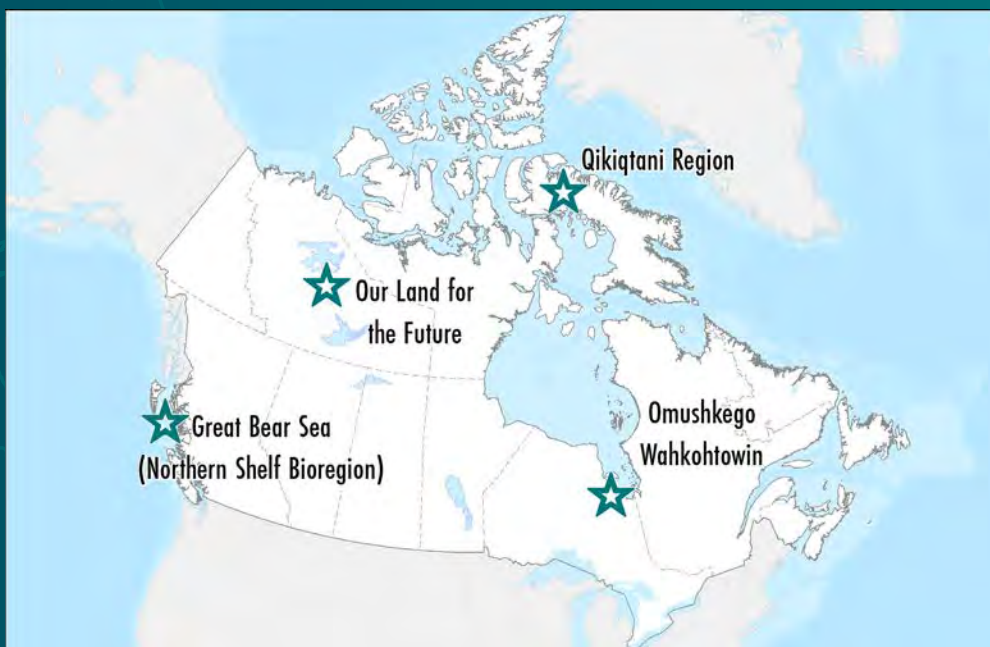 Qikiqtani Region
Our Land for
the Future
Great Bear Sea
(Northern Shelf Bioregion)
Omushkego
Wahkohtowin